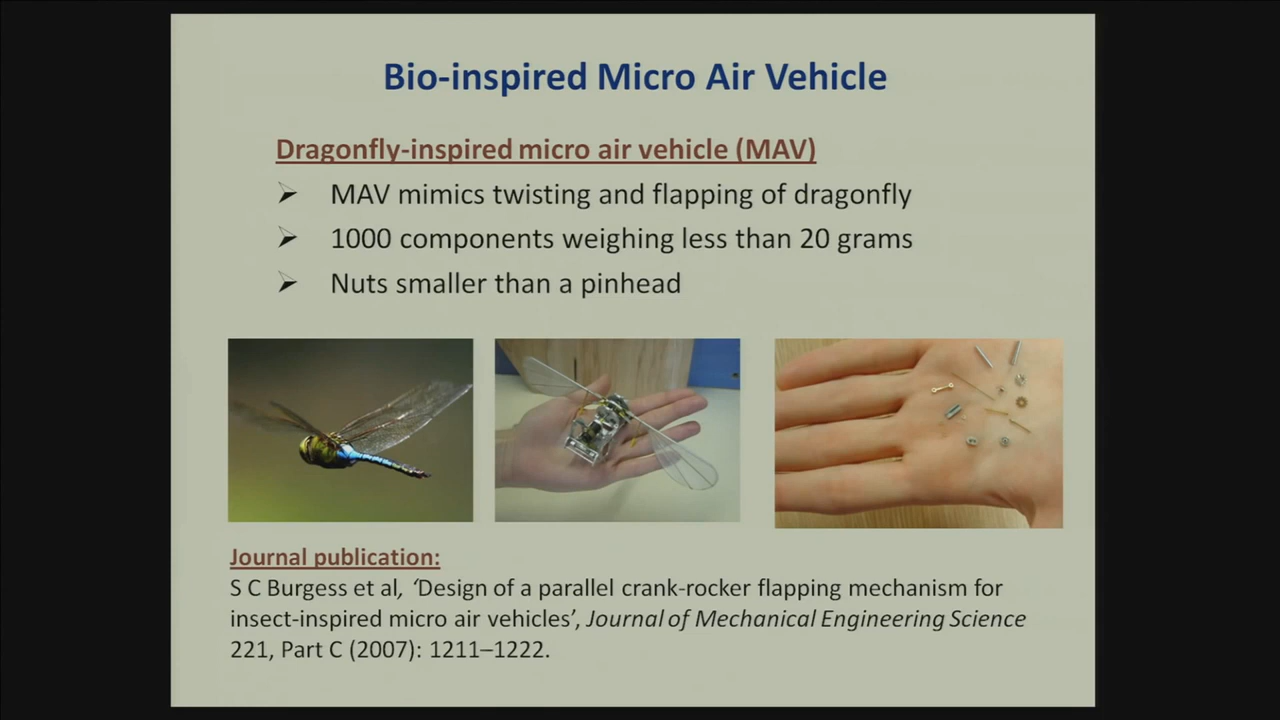 Bio-inspired Micro Air Vehicle
Dragonfly-inspired micro air vehicle (MAV)
➢ MAV mimics twisting and flapping of dragonfly
➢ 1000 components weighing less than 20 grams
➢ Nuts smaller than a pinhead
Journal publication:
S C Burgess et al, ‘Design of a parallel crank-rocker flapping mechanism for
insect-inspired micro air vehicles’, Journal of Mechanical Engineering Science
221, Part C (2007): 1211–1222.